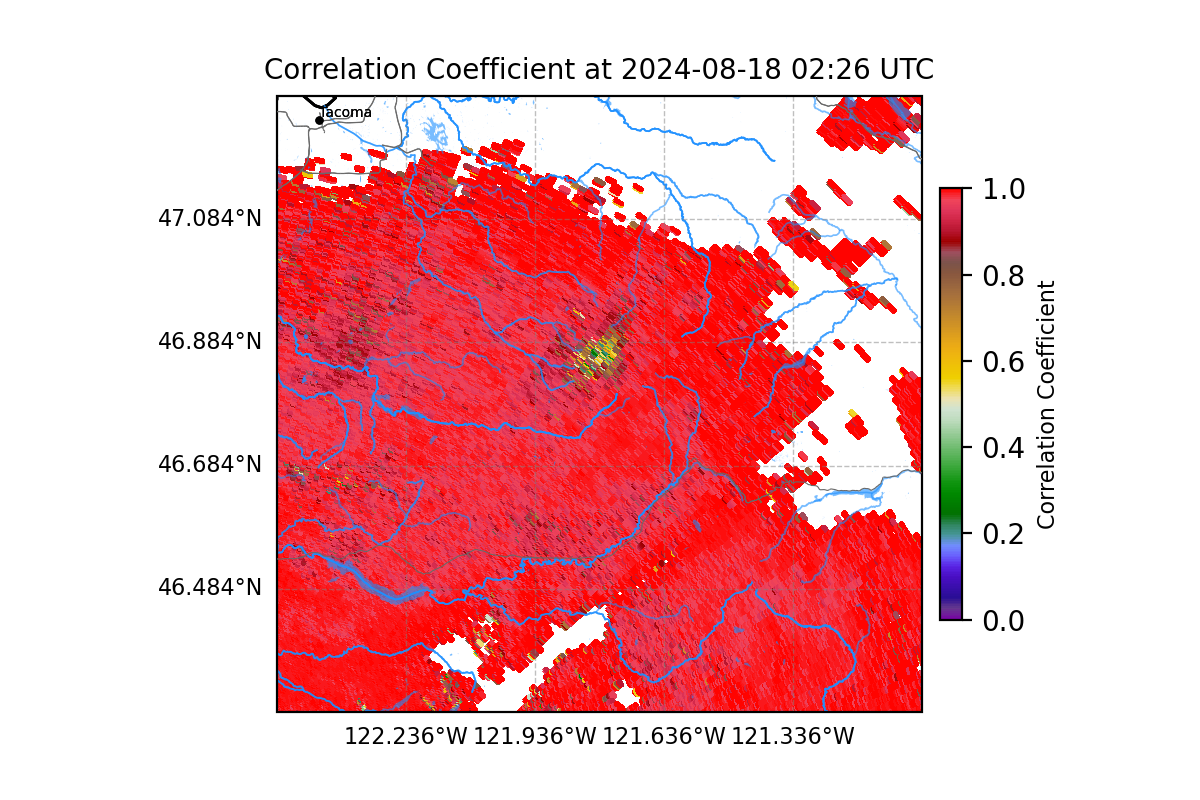 Correlation Coefficient at 2024-08-18 02:26 UTC
Tacoma
47.084°N
46.884°N
46.684°N
46.484°N
122.236°W 121.936°W 121.636°W 121.336°W
1.0
0.8
0.6
0.4
0.2
0.0
Correlation Coefficient